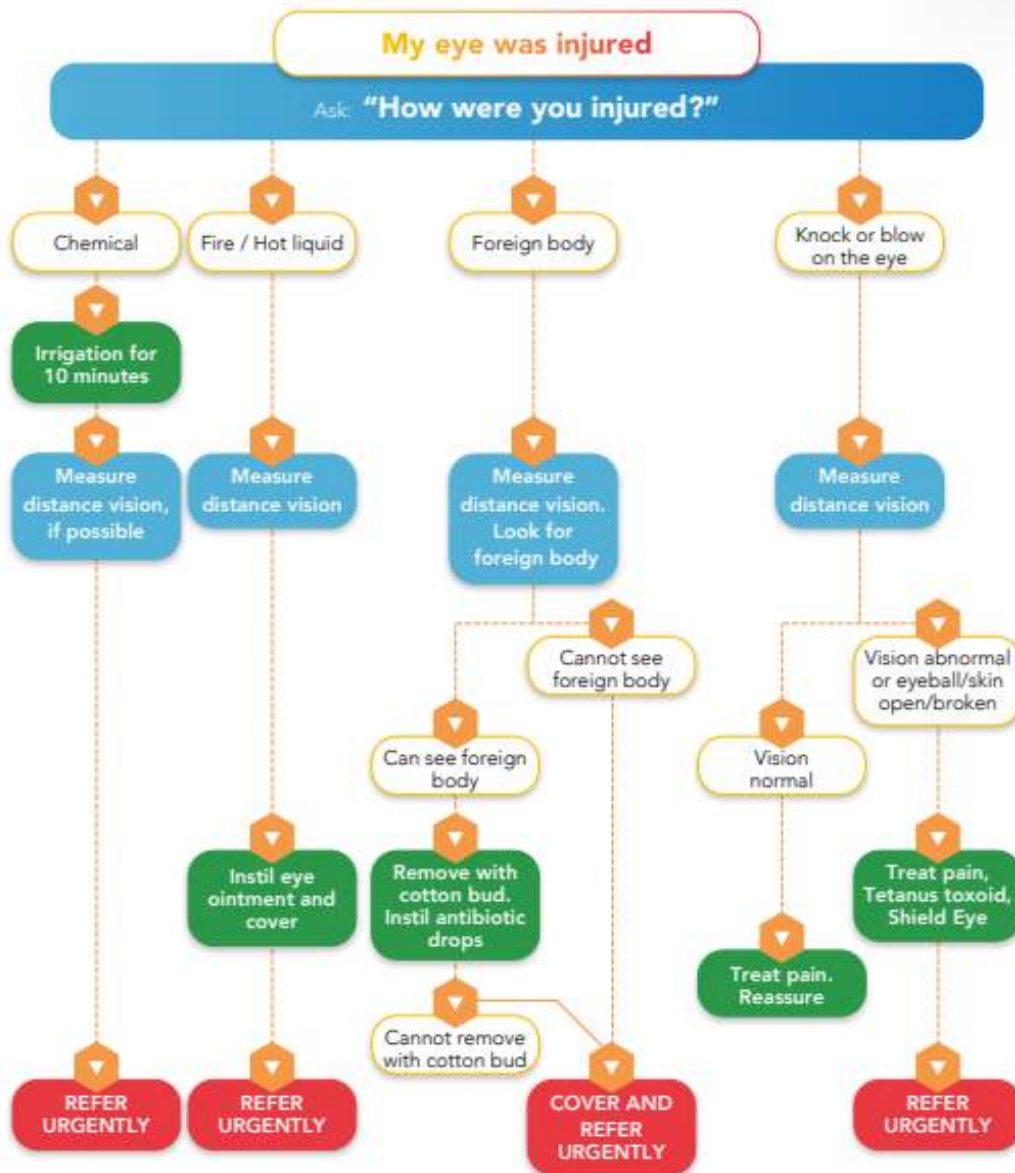 My eye was injured
Ask: "How were you injured?"
Chemical
Fire / Hot liquid
Foreign body
Knock or blow
on the eye
Irrigation for
10 minutes
Measure
distance vision,
if possible
Measure
distance vision
Measure
distance vision.
Look for
foreign body
Measure
distance vision
Cannot see
foreign body
Vision abnormal
or eyeball/skin
open/broken
Can see foreign
body
Vision
normal
Instil eye
ointment and
cover
Remove with
cotton bud.
Instil antibiotic
drops
Treat pain,
Tetanus toxoid,
Shield Eye
Treat pain.
Reassure
Cannot remove
with cotton bud
REFER
URGENTLY
REFER
URGENTLY
COVER AND
REFER
URGENTLY
REFER
URGENTLY